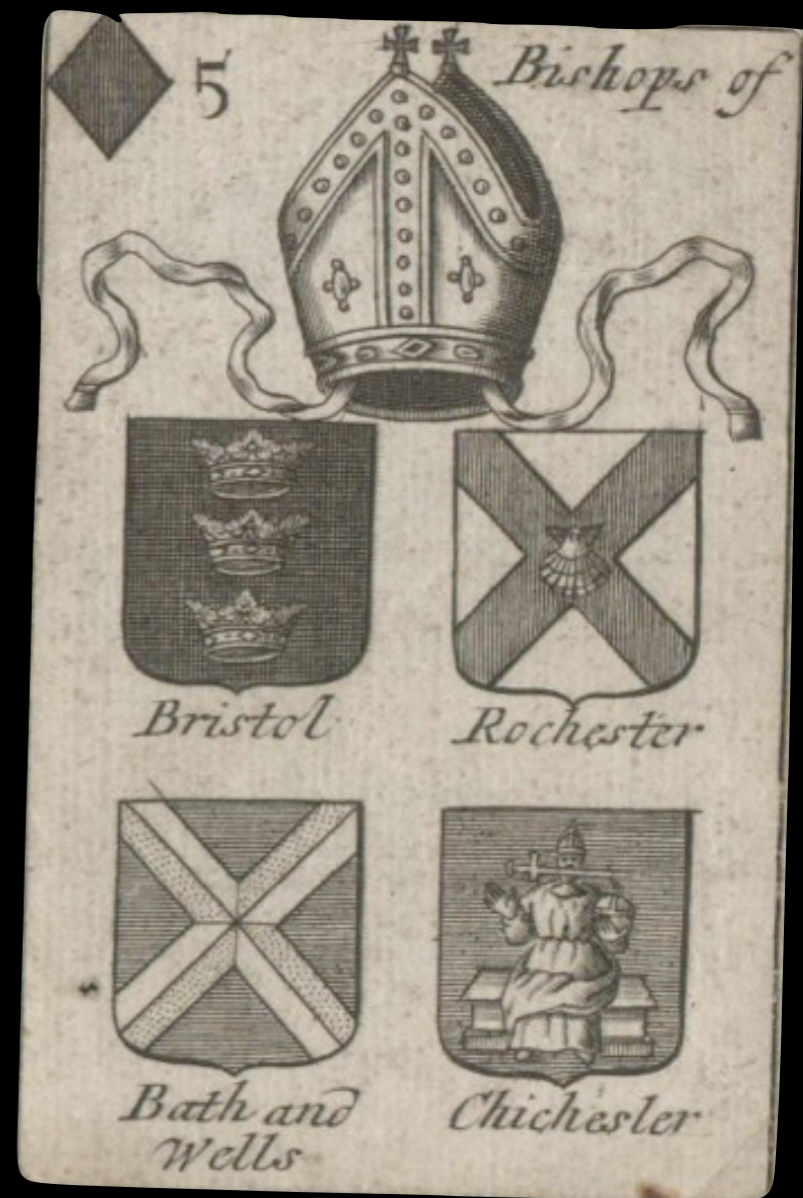 5
Bishops of
Bristol
Rochester
Bath and
Wells
Chichester